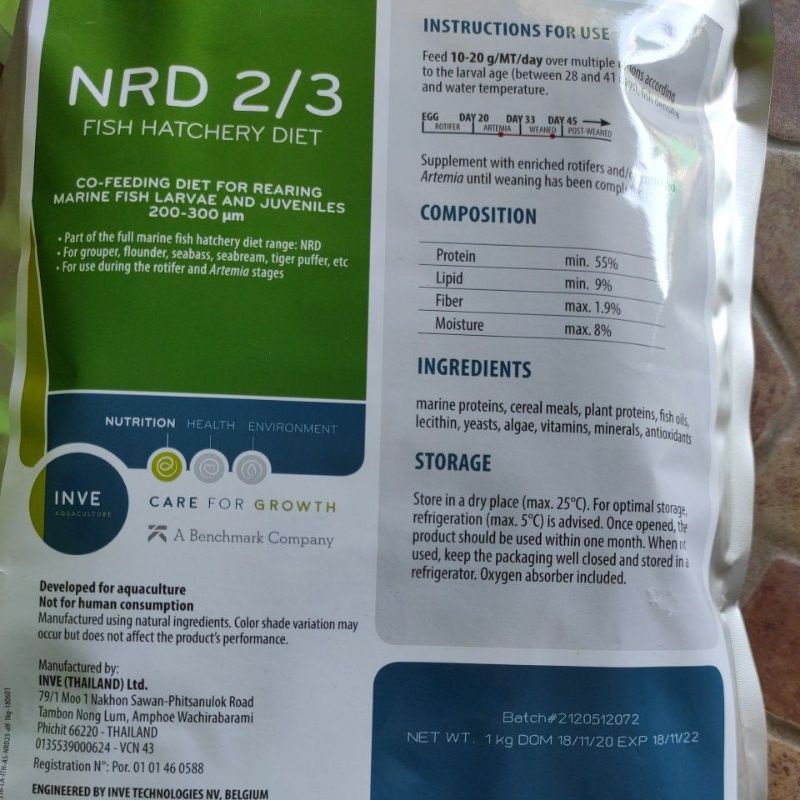 NRD 2/3
FISH HATCHERY DIET
CO-FEEDING DIET FOR REARING
MARINE FISH LARVAE AND JUVENILES
200-300 µm
• Part of the full marine fish hatchery diet range: NRD
• For grouper, flounder, seabass, seabream, tiger puffer, etc
• For use during the rotifer and Artemia stages
NUTRITION HEALTH ENVIRONMENT
INVE
AQUACULTURE
CARE FOR GROWTH
A Benchmark Company
Developed for aquaculture
Not for human consumption
Manufactured using natural ingredients. Color shade variation may
occur but does not affect the product's performance.
Manufactured by:
INVE (THAILAND) Ltd.
79/1 Moo 1 Nakhon Sawan-Phitsanulok Road
Tambon Nong Lum, Amphoe Wachirabarami
Phichit 66220 - THAILAND
0135539000624 - VCN 43
Registration N°: Por. 01 01 46 0588
ENGINEERED BY INVE TECHNOLOGIES NV, BELGIUM
INSTRUCTIONS FOR USE
Feed 10-20 g/MT/day over multiple according
to the larval age (between 28 and 41 fish density
and water temperature.
EGG DAY 20 DAY 33 DAY 45
ROTIFER ARTEMIA WEANED POST-WEANED
Supplement with enriched rotifers and/
Artemia until weaning has been
COMPOSITION
Protein min. 55%
Lipid min. 9%
Fiber max. 1.9%
Moisture max. 8%
INGREDIENTS
marine proteins, cereal meals, plant proteins, fish oils,
lecithin, yeasts, algae, vitamins, minerals, antioxidants
STORAGE
Store in a dry place (max. 25°C). For optimal storage,
refrigeration (max. 5°C) is advised. Once opened, the
product should be used within one month. When
used, keep the packaging well closed and stored in a
refrigerator. Oxygen absorber included.
Batch#2120512072
NET WT. 1 kg DOM 18/11/20 EXP 18/11/22